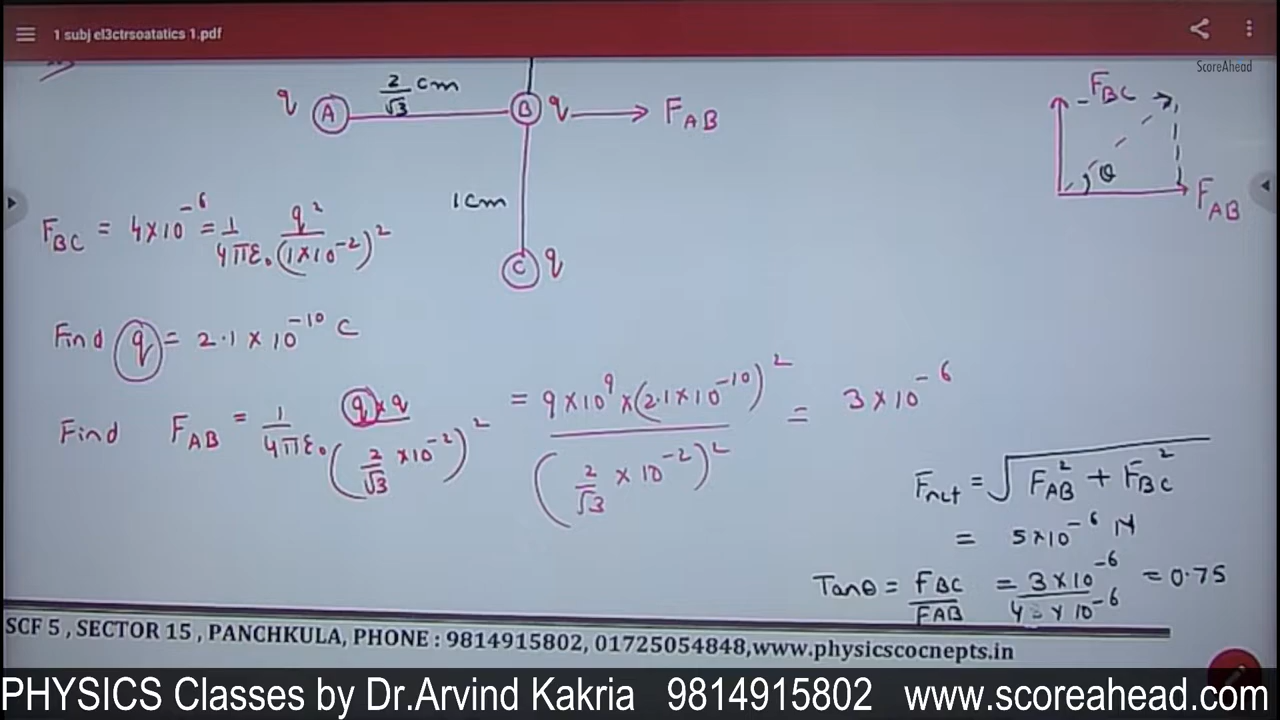 1 subj el3ctrsoatatics 1.pdf
ScoreAhead
q A 2/√3 cm B q → F_AB
1 cm
C q
F_BC
θ
F_AB
F_BC = 4×10^-6 = 1/4πε₀ q²/(1×10^-2)²
Find q = 2.1 × 10^-10 C
Find F_AB = 1/4πε₀ q×q/(2/√3 ×10^-2)² = 9×10^9 ×(2.1×10^-10)²/(2/√3 × 10^-2)² = 3×10^-6
F_net = √F_AB² + F_BC²
= 5×10^-6 N
Tanθ = F_BC/F_AB = 3×10^-6/4×10^-6 = 0.75
SCF 5 , SECTOR 15 , PANCHKULA, PHONE : 9814915802, 01725054848,www.physicscocnepts.in
PHYSICS Classes by Dr.Arvind Kakria 9814915802 www.scoreahead.com